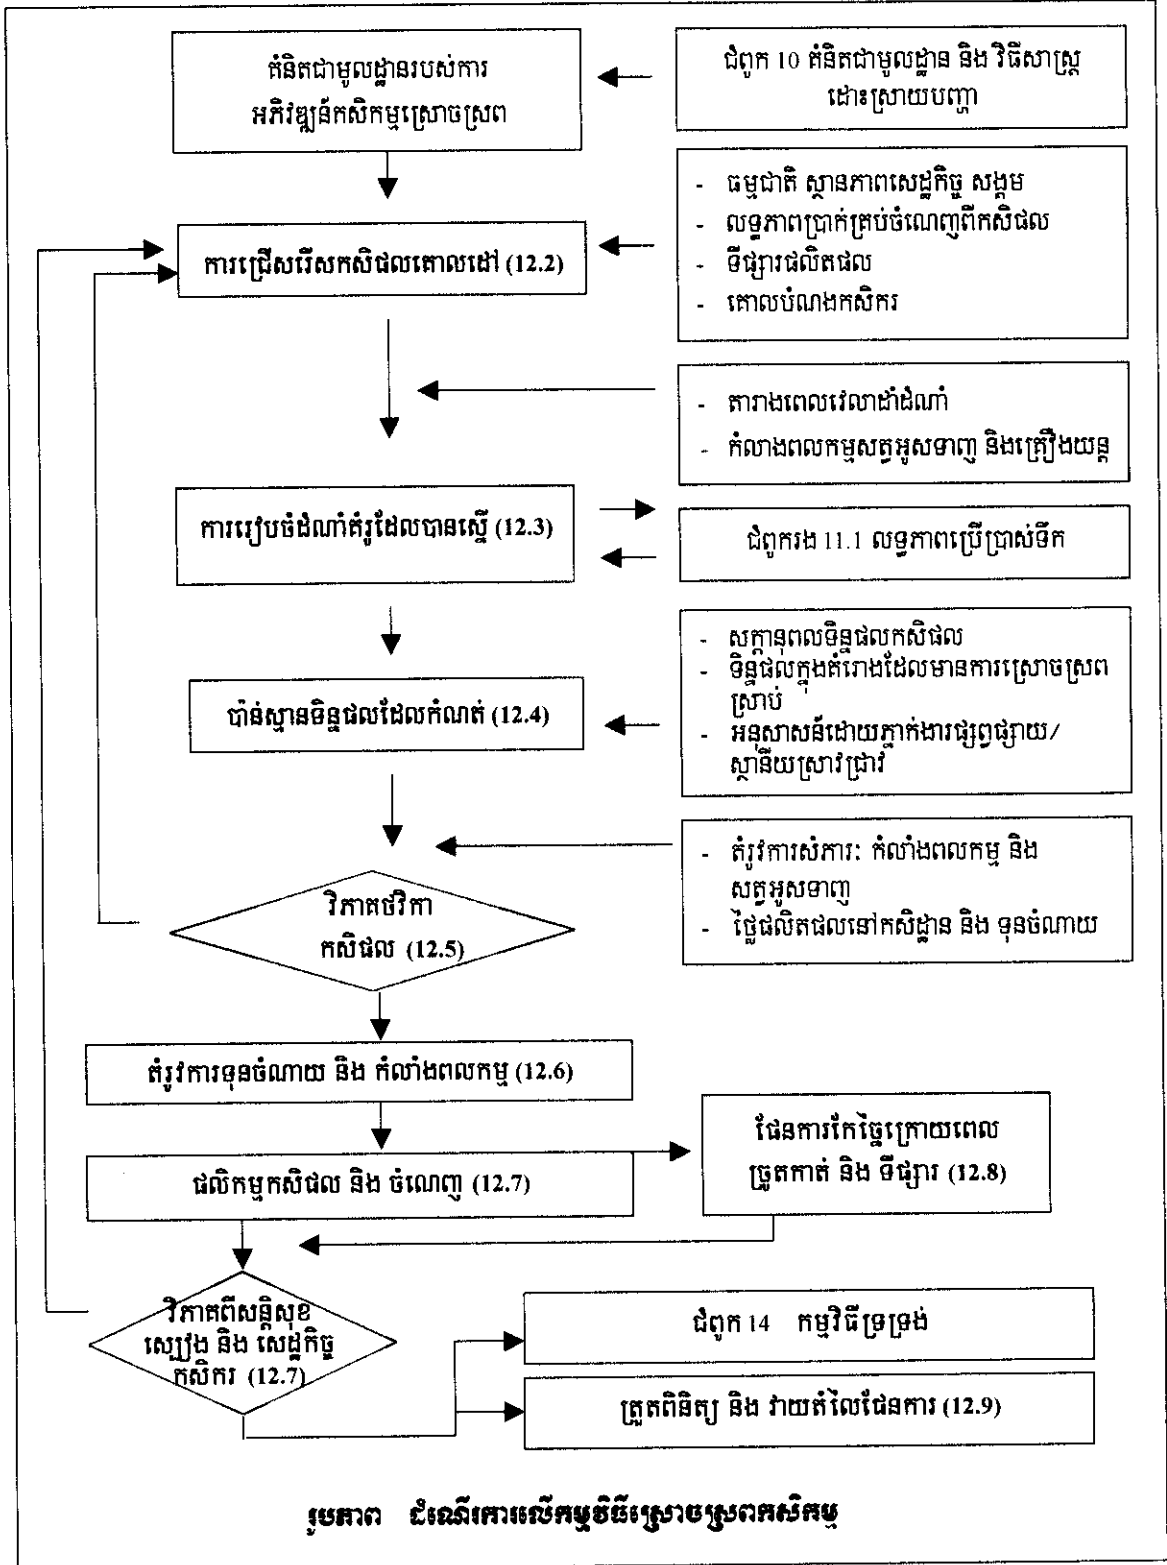 គំនិតជាមូលដ្ឋានរបស់ការ
អភិវឌ្ឍន៍កសិកម្មស្រោចស្រព
ជំពូក 10 គំនិតជាមូលដ្ឋាន និង វិធីសាស្ត្រ
ដោះស្រាយបញ្ហា
- ធម្មជាតិ ស្ថានភាពសេដ្ឋកិច្ច សង្គម
- លទ្ធភាពប្រាក់គ្រប់ចំណេញពីកសិផល
- ទីផ្សារផលិតផល
- គោលបំណងកសិករ
ការជ្រើសរើសកសិផលគោលដៅ (12.2)
- តារាងពេលវេលាដាំដំណាំ
- កំលាងពលកម្មសត្វអូសទាញ និងគ្រឿងយន្ត
ការរៀបចំដំណាំគំរូដែលបានស្នើ (12.3)
ជំពូករង 11.1 លទ្ធភាពប្រើប្រាស់ទឹក
- សក្តានុពលទិន្នផលកសិផល
- ទិន្នផលក្នុងគំរោងដែលមានការស្រោចស្រព
ស្រាប់
- អនុសាសន៍ដោយភ្នាក់ងារផ្សព្វផ្សាយ/
ស្ថានីយស្រាវជ្រាវ
ប៉ាន់ស្មានទិន្នផលដែលកំណត់ (12.4)
- តំរូវការសំភារៈ កំលាំងពលកម្ម និង
សត្វអូសទាញ
- ថ្លៃផលិតផលនៅកសិដ្ឋាន និង ទុនចំណាយ
វិភាគថវិកា
កសិផល (12.5)
តំរូវការទុនចំណាយ និង កំលាំងពលកម្ម (12.6)
ផលិកម្មកសិផល និង ចំណេញ (12.7)
ផែនការកែច្នៃក្រោយពេល
ច្រូតកាត់ និង ទីផ្សារ (12.8)
វិភាគពីសន្តិសុខ
ស្បៀង និង សេដ្ឋកិច្ច
កសិករ (12.7)
ជំពូក 14 កម្មវិធីទ្រទ្រង់
ត្រួតពិនិត្យ និង វាយតំលៃផែនការ (12.9)
រូបភាព ដំណើរការលើកម្មវិធីស្រោចស្រពកសិកម្ម